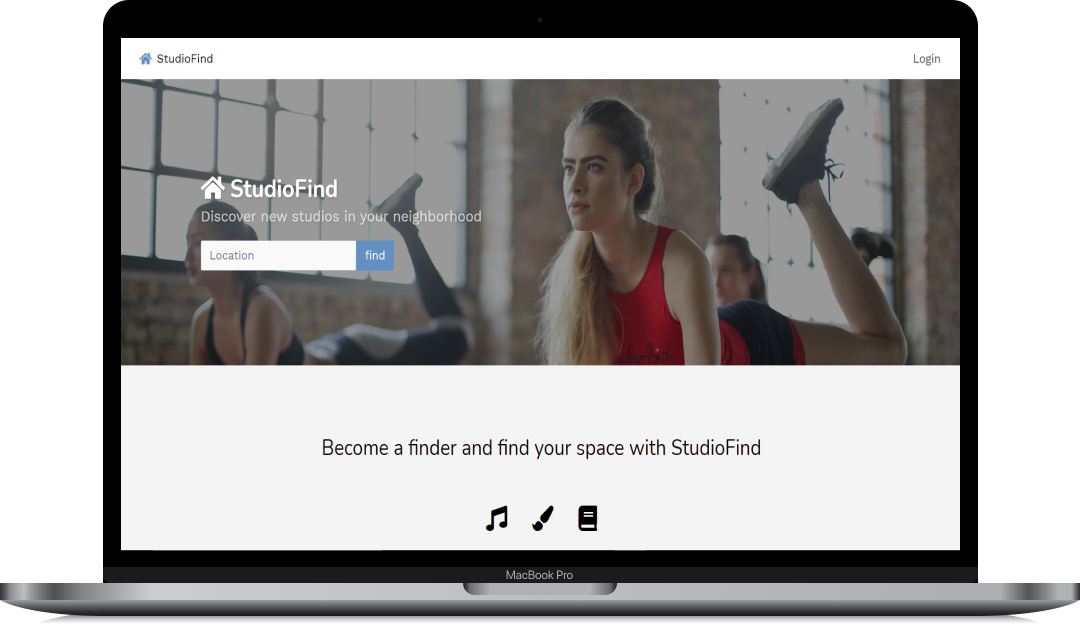 StudioFind
Login
StudioFind
Discover new studios in your neighborhood
Location
find
Become a finder and find your space with StudioFind
MacBook Pro